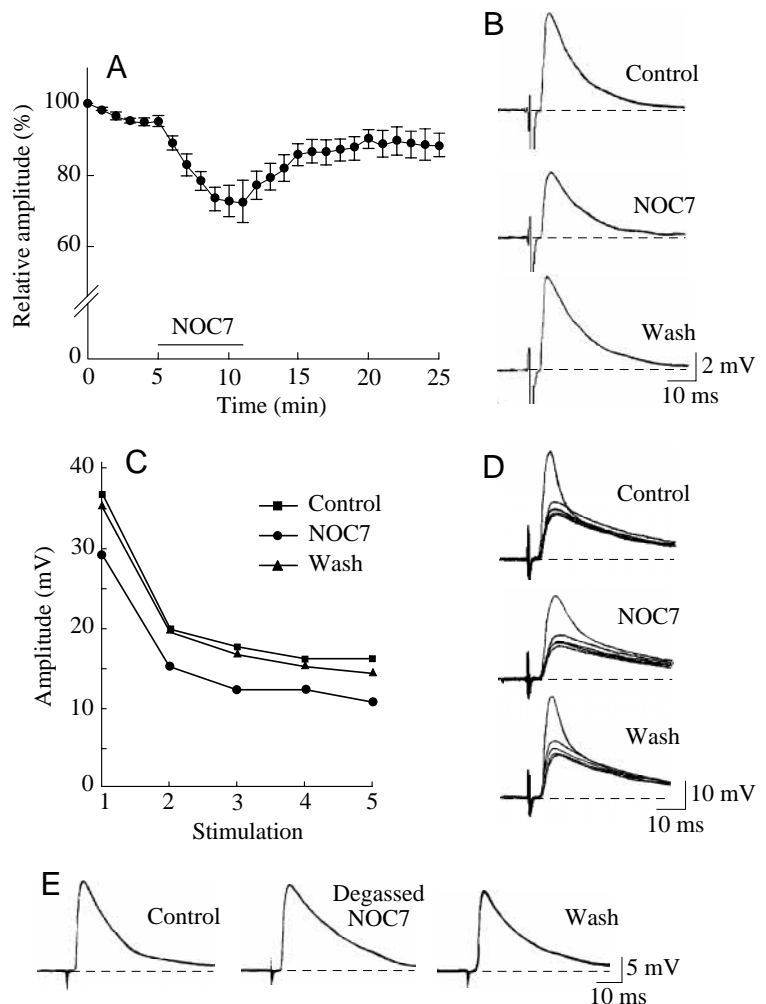 A
Relative amplitude (%)
100
80
60
0
NOC7
0 5 10 15 20 25
Time (min)
B
Control
NOC7
Wash
2 mV
10 ms
C
Amplitude (mV)
40
30
20
10
0
Control
NOC7
Wash
1 2 3 4 5
Stimulation
D
Control
NOC7
Wash
10 mV
10 ms
E
Control
Degassed
NOC7
Wash
5 mV
10 ms